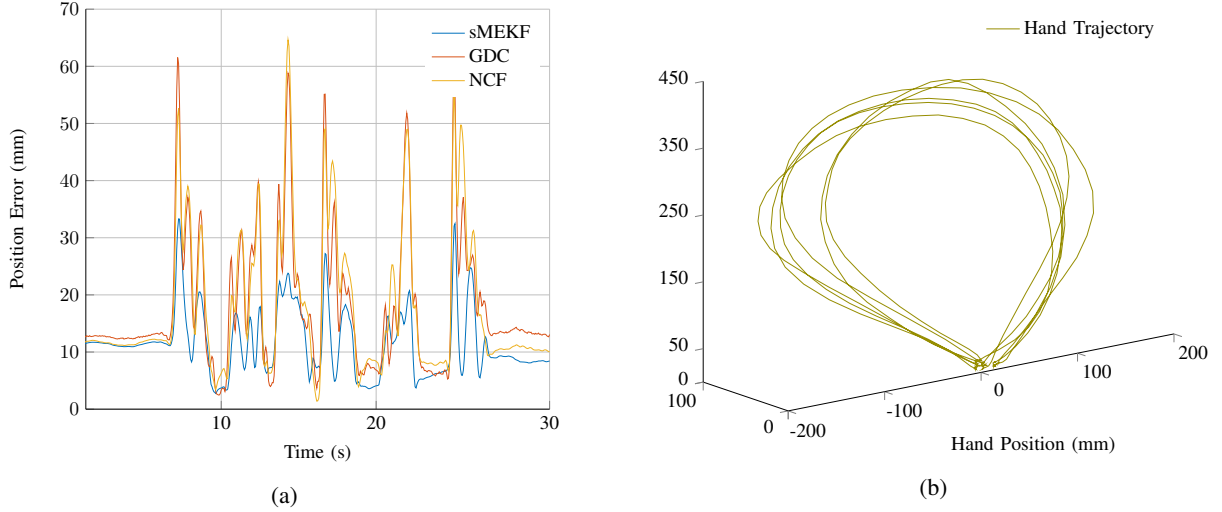 70
60
50
40
30
20
10
0
10
20
30
Position Error (mm)
Time (s)
sMEKF
GDC
NCF
(a)
Hand Trajectory
450
350
250
150
50
0
100
0
-200
-100
0
100
200
Hand Position (mm)
(b)